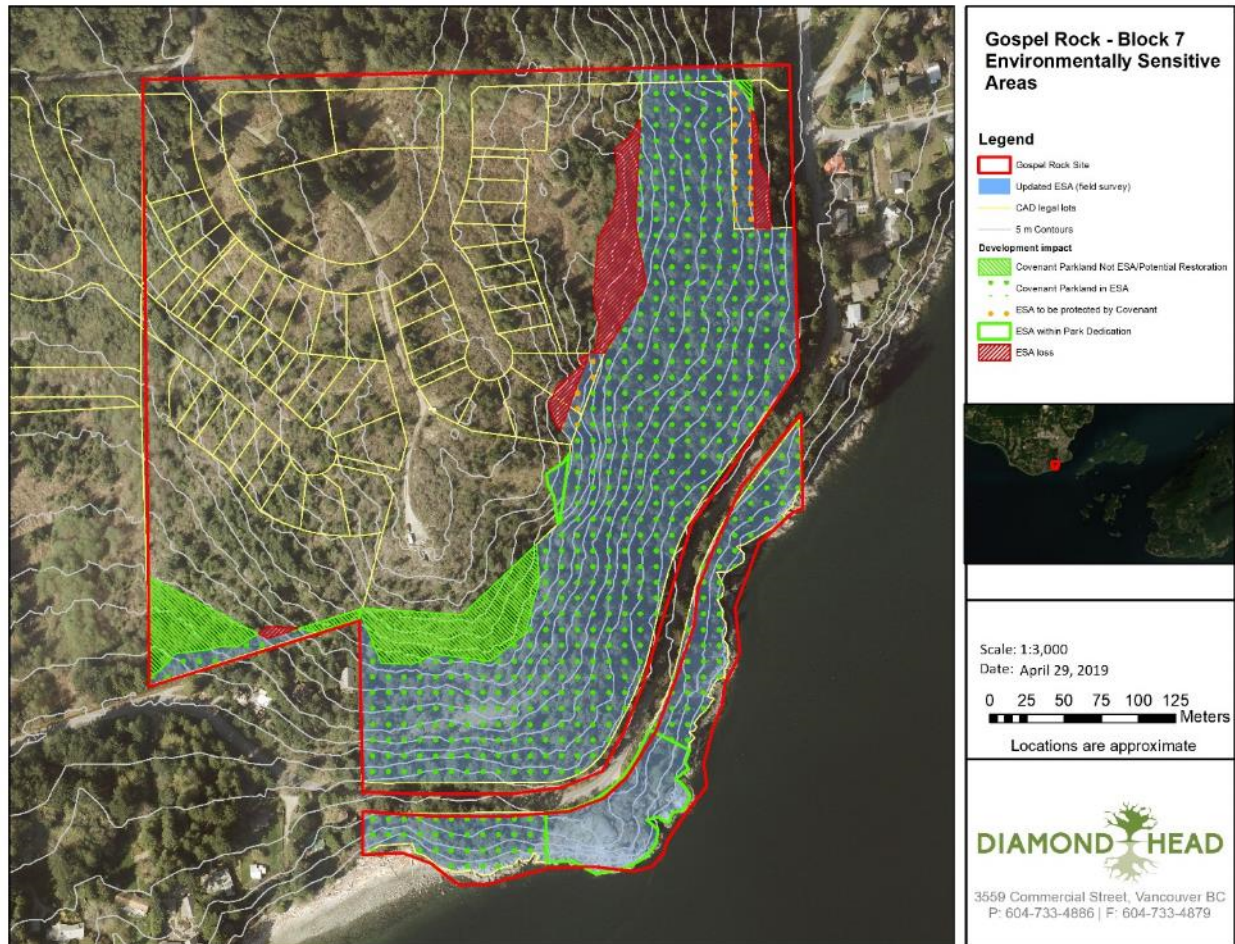 Gospel Rock - Block 7
Environmentally Sensitive
Areas
Legend
Gospel Rock Site
Updated ESA (field survey)
CAD legal lots
5 m Contours
Development impact
Covenant Parkland Not ESA/Potential Restoration
Covenant Parkland in ESA
ESA to be protected by Covenant
ESA within Park Dedication
ESA loss
Scale: 1:3,000
Date: April 29, 2019
0 25 50 75 100 125
Meters
Locations are approximate
DIAMOND HEAD
3559 Commercial Street, Vancouver BC
P: 604-733-4886 | F: 604-733-4879